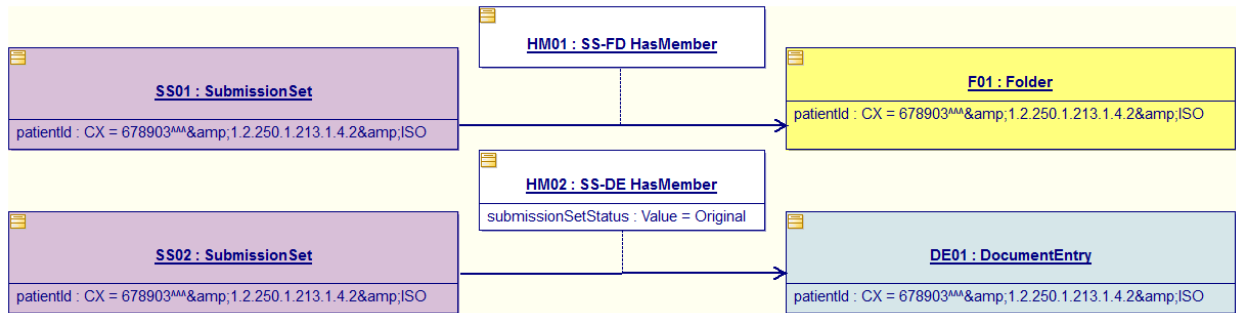 HM01 : SS-FD HasMember
SS01 : SubmissionSet
patientId : CX = 678903^^^&amp;1.2.250.1.213.1.4.2&amp;ISO
F01 : Folder
patientId : CX = 678903^^^&amp;1.2.250.1.213.1.4.2&amp;ISO
HM02 : SS-DE HasMember
submissionSetStatus : Value = Original
SS02 : SubmissionSet
patientId : CX = 678903^^^&amp;1.2.250.1.213.1.4.2&amp;ISO
DE01 : DocumentEntry
patientId : CX = 678903^^^&amp;1.2.250.1.213.1.4.2&amp;ISO